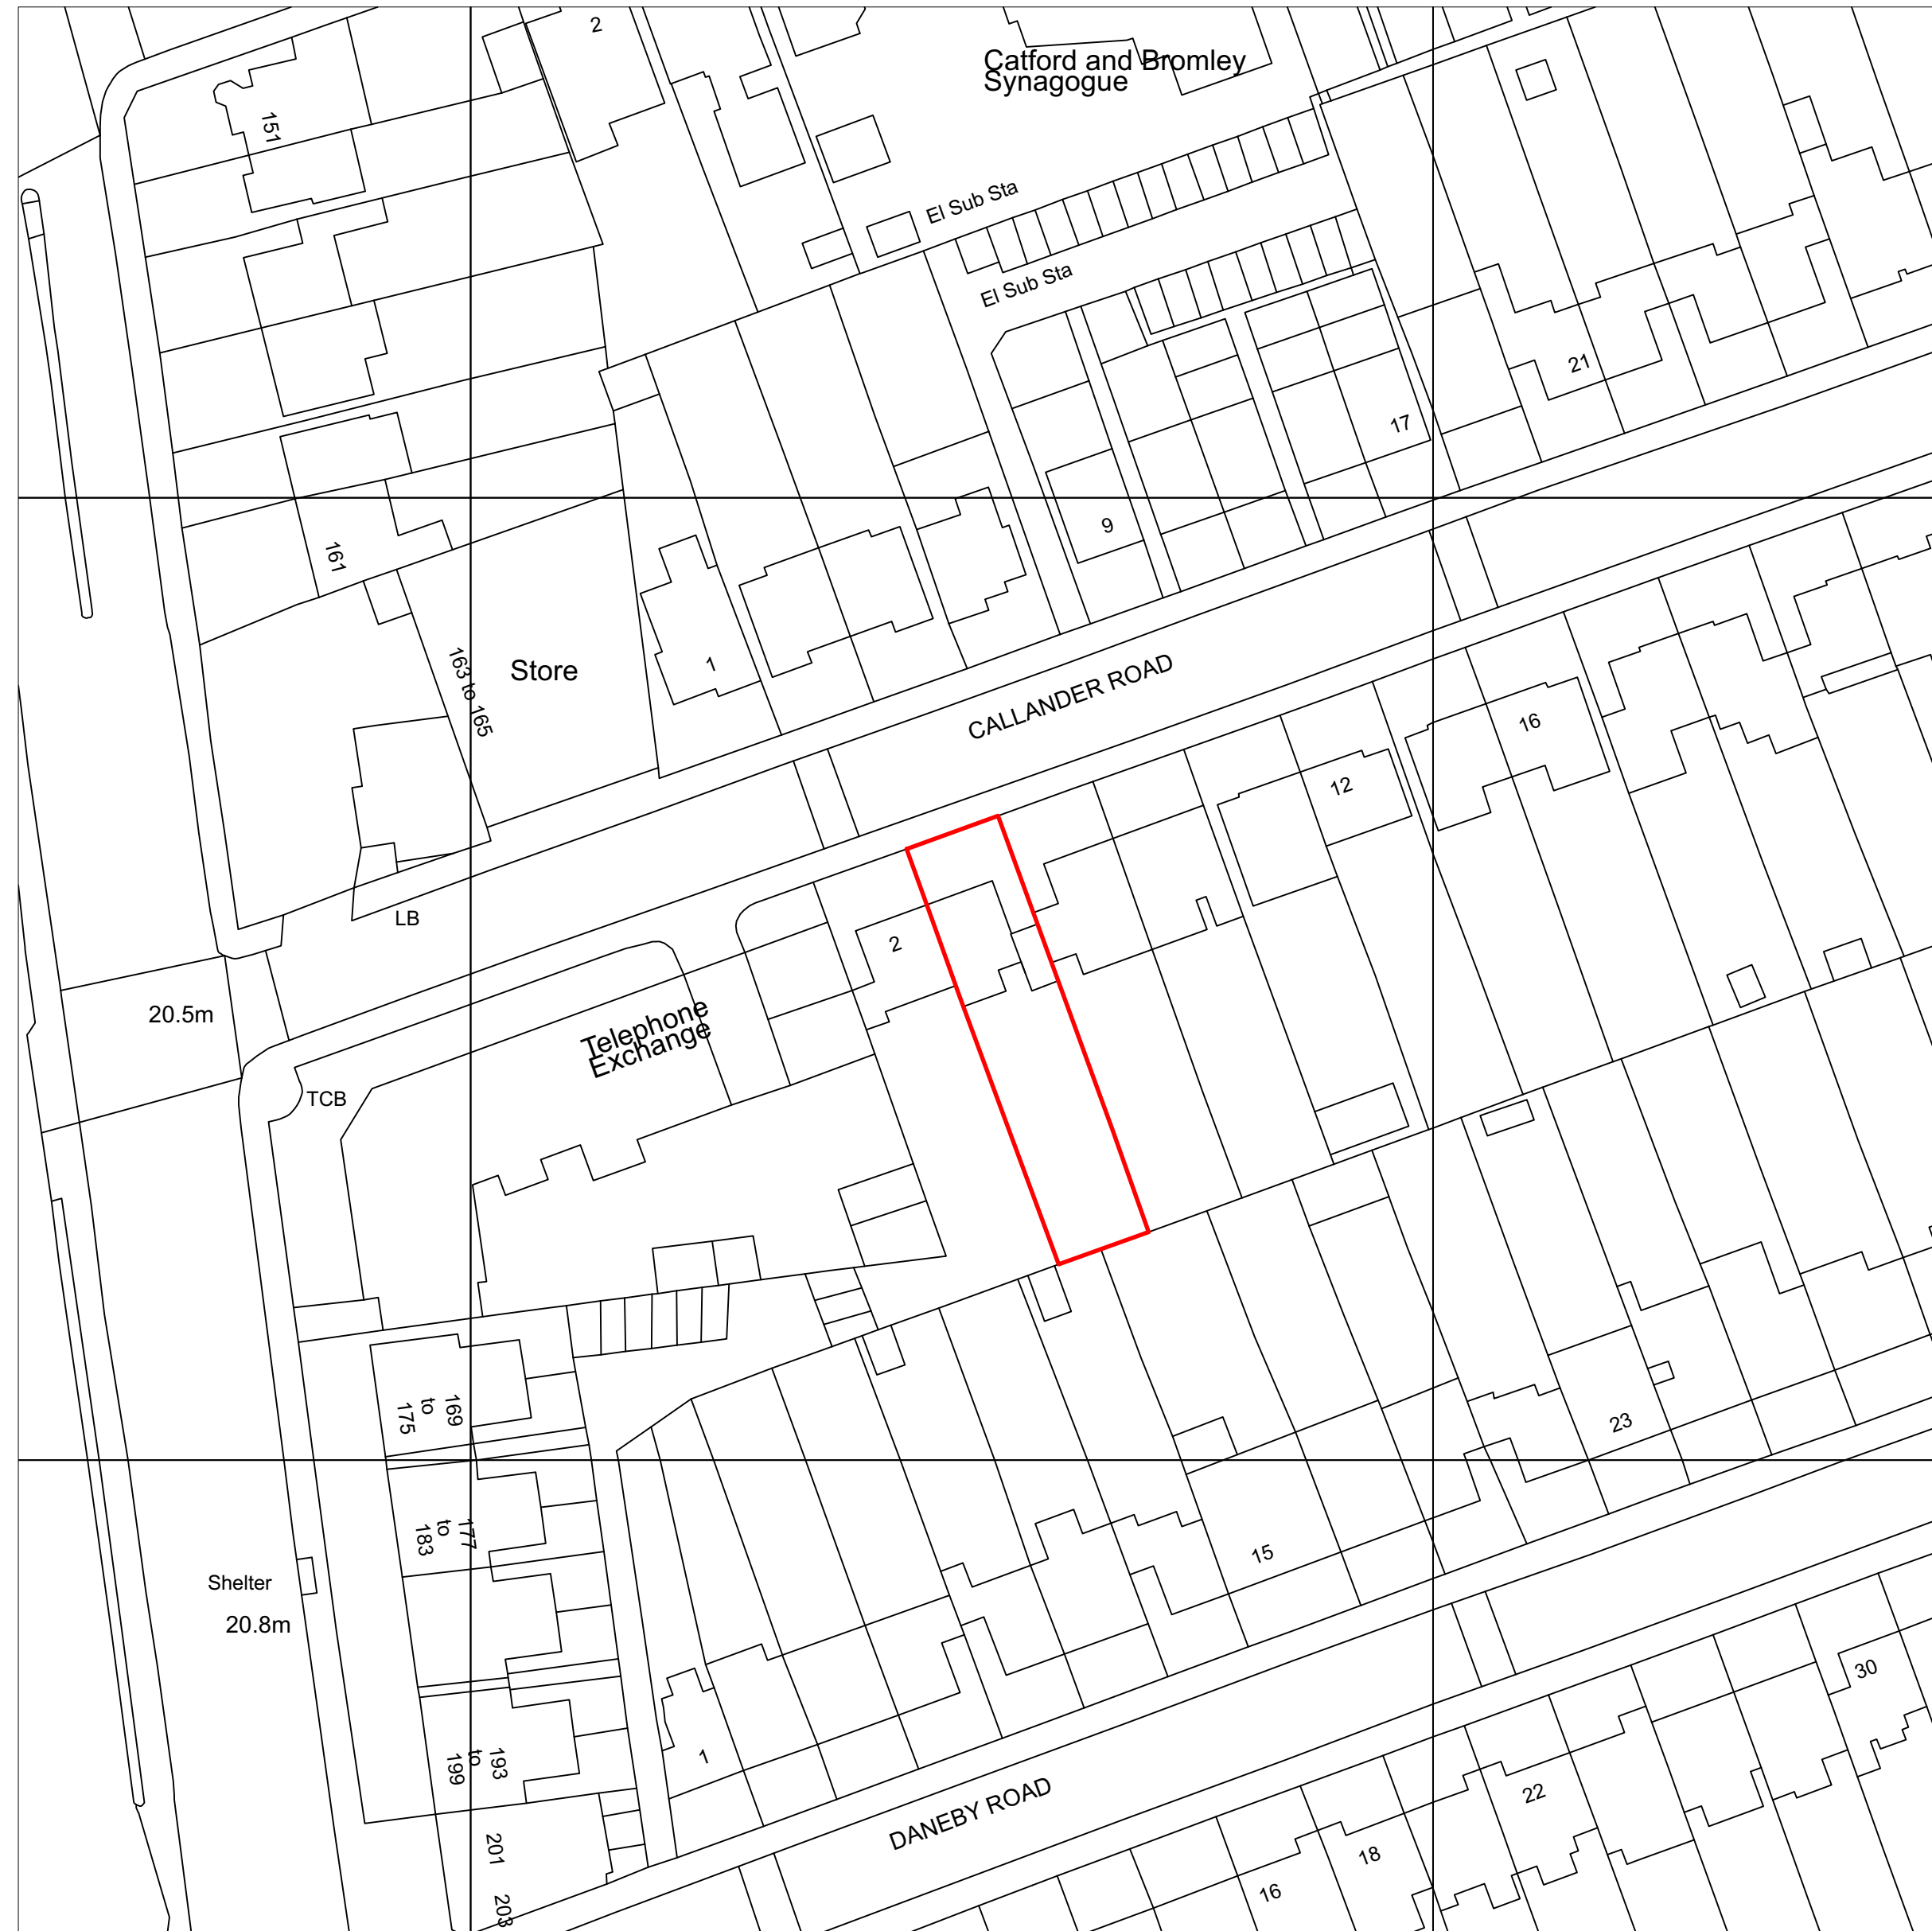 2
Catford and Bromley
Synagogue
151
El Sub Sta
El Sub Sta
21
17
9
161
163 to 165
Store
1
CALLANDER ROAD
16
12
LB
2
20.5m
Telephone
Exchange
TCB
169
to
175
23
177
to
183
15
Shelter
20.8m
30
193
to
199
1
22
DANEBY ROAD
201
18
16
203